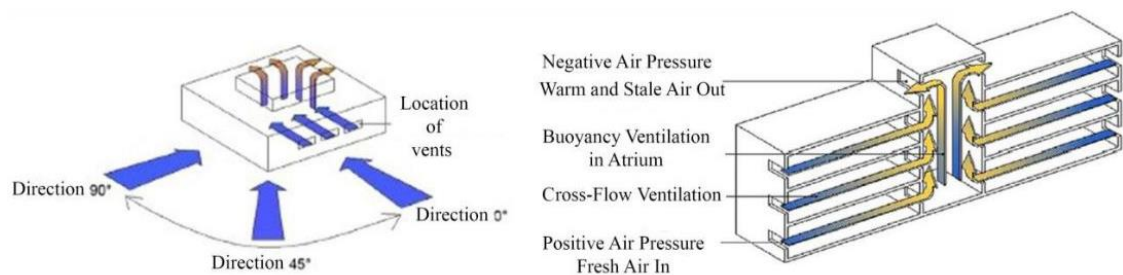 Location
of
vents
Direction 90°
Direction 0°
Direction 45°
Negative Air Pressure
Warm and Stale Air Out
Buoyancy Ventilation
in Atrium
Cross-Flow Ventilation
Positive Air Pressure
Fresh Air In